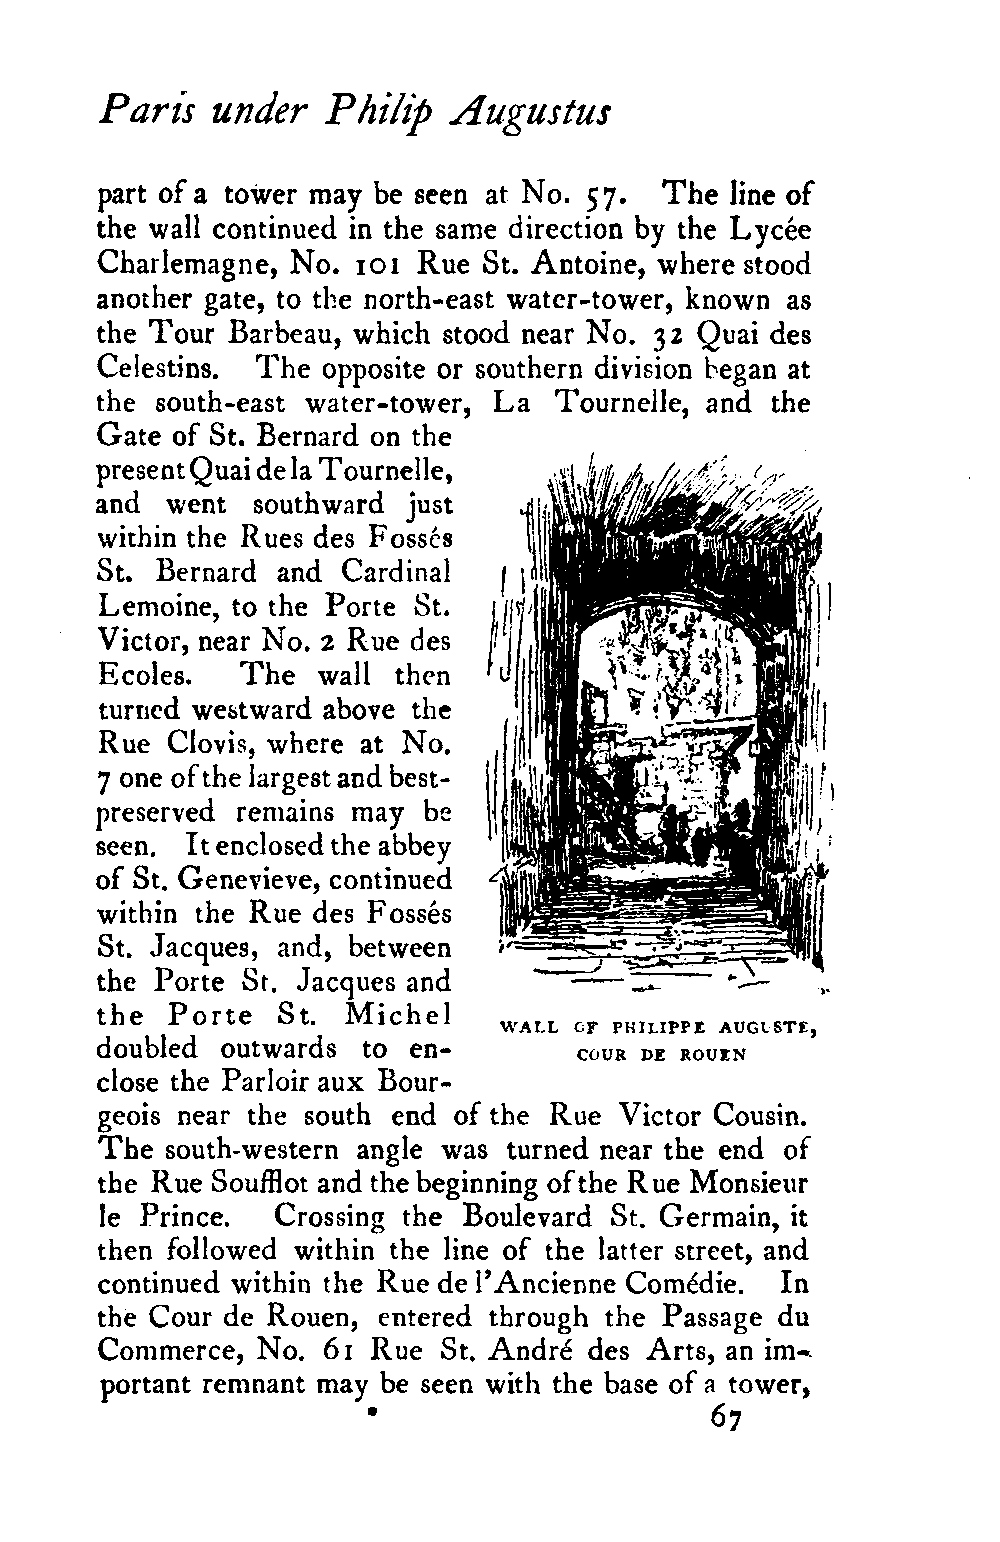 Paris under Philip Augustus
part of a tower may be seen at No. 57. The line of
the wall continued in the same direction by the Lycée
Charlemagne, No. 101 Rue St. Antoine, where stood
another gate, to the north-east water-tower, known as
the Tour Barbeau, which stood near No. 32 Quai des
Celestins. The opposite or southern division began at
the south-east water-tower, La Tournelle, and the
Gate of St. Bernard on the
present Quai de la Tournelle,
and went southward just
within the Rues des Fossés
St. Bernard and Cardinal
Lemoine, to the Porte St.
Victor, near No. 2 Rue des
Ecoles. The wall then
turned westward above the
Rue Clovis, where at No.
7 one of the largest and best-
preserved remains may be
seen. It enclosed the abbey
of St. Genevieve, continued
within the Rue des Fossés
St. Jacques, and, between
the Porte St. Jacques and
the Porte St. Michel
doubled outwards to en-
close the Parloir aux Bour-
geois near the south end of the Rue Victor Cousin.
The south-western angle was turned near the end of
the Rue Soufflot and the beginning of the Rue Monsieur
le Prince. Crossing the Boulevard St. Germain, it
then followed within the line of the latter street, and
continued within the Rue de l'Ancienne Comédie. In
the Cour de Rouen, entered through the Passage du
Commerce, No. 61 Rue St. André des Arts, an im-
portant remnant may be seen with the base of a tower,
WALL OF PHILIPPE AUGUSTE,
COUR DE ROUEN
67